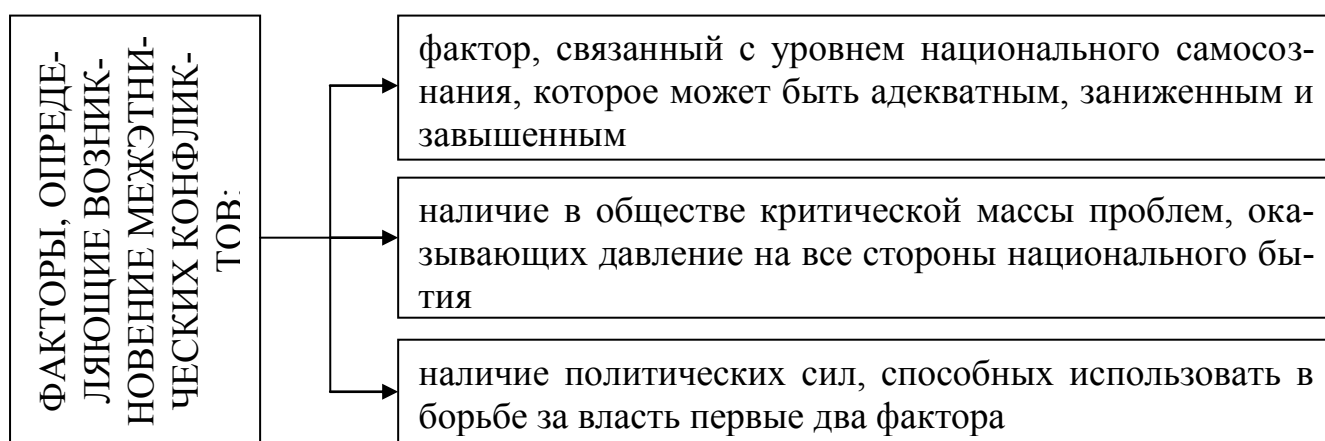 ФАКТОРЫ, ОПРЕДЕ-
ЛЯЮЩИЕ ВОЗНИК-
НОВЕНИЕ МЕЖЭТНИ-
ЧЕСКИХ КОНФЛИК-
ТОВ:
фактор, связанный с уровнем национального самосоз-
нания, которое может быть адекватным, заниженным и
завышенным
наличие в обществе критической массы проблем, ока-
зывающих давление на все стороны национального бы-
тия
наличие политических сил, способных использовать в
борьбе за власть первые два фактора